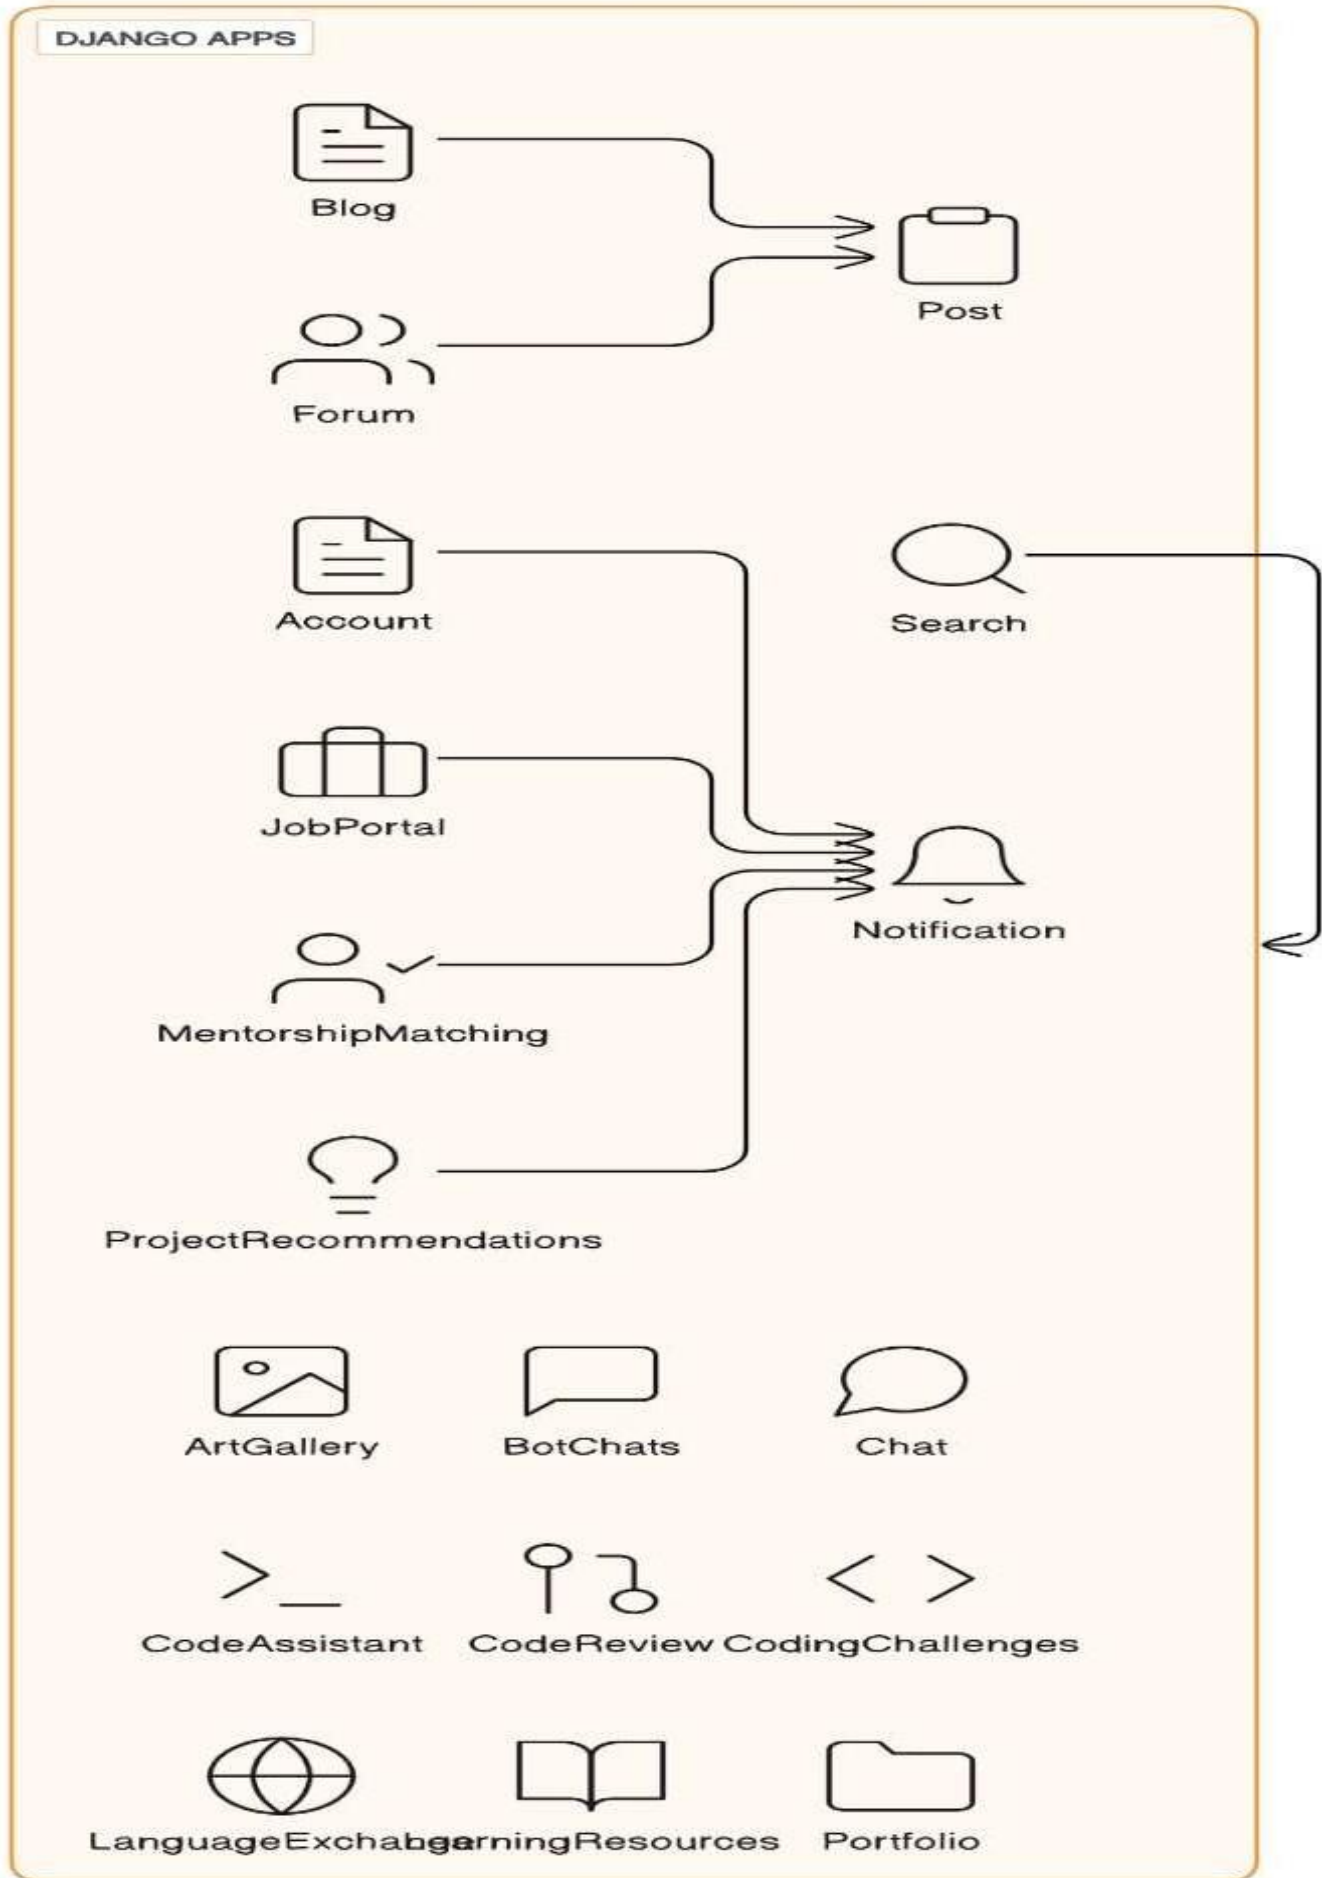 DJANGO APPS
Blog
Post
Forum
Account
Search
JobPortal
Notification
MentorshipMatching
ProjectRecommendations
ArtGallery
BotChats
Chat
CodeAssistant
CodeReview
CodingChallenges
LanguageExchange
LearningResources
Portfolio